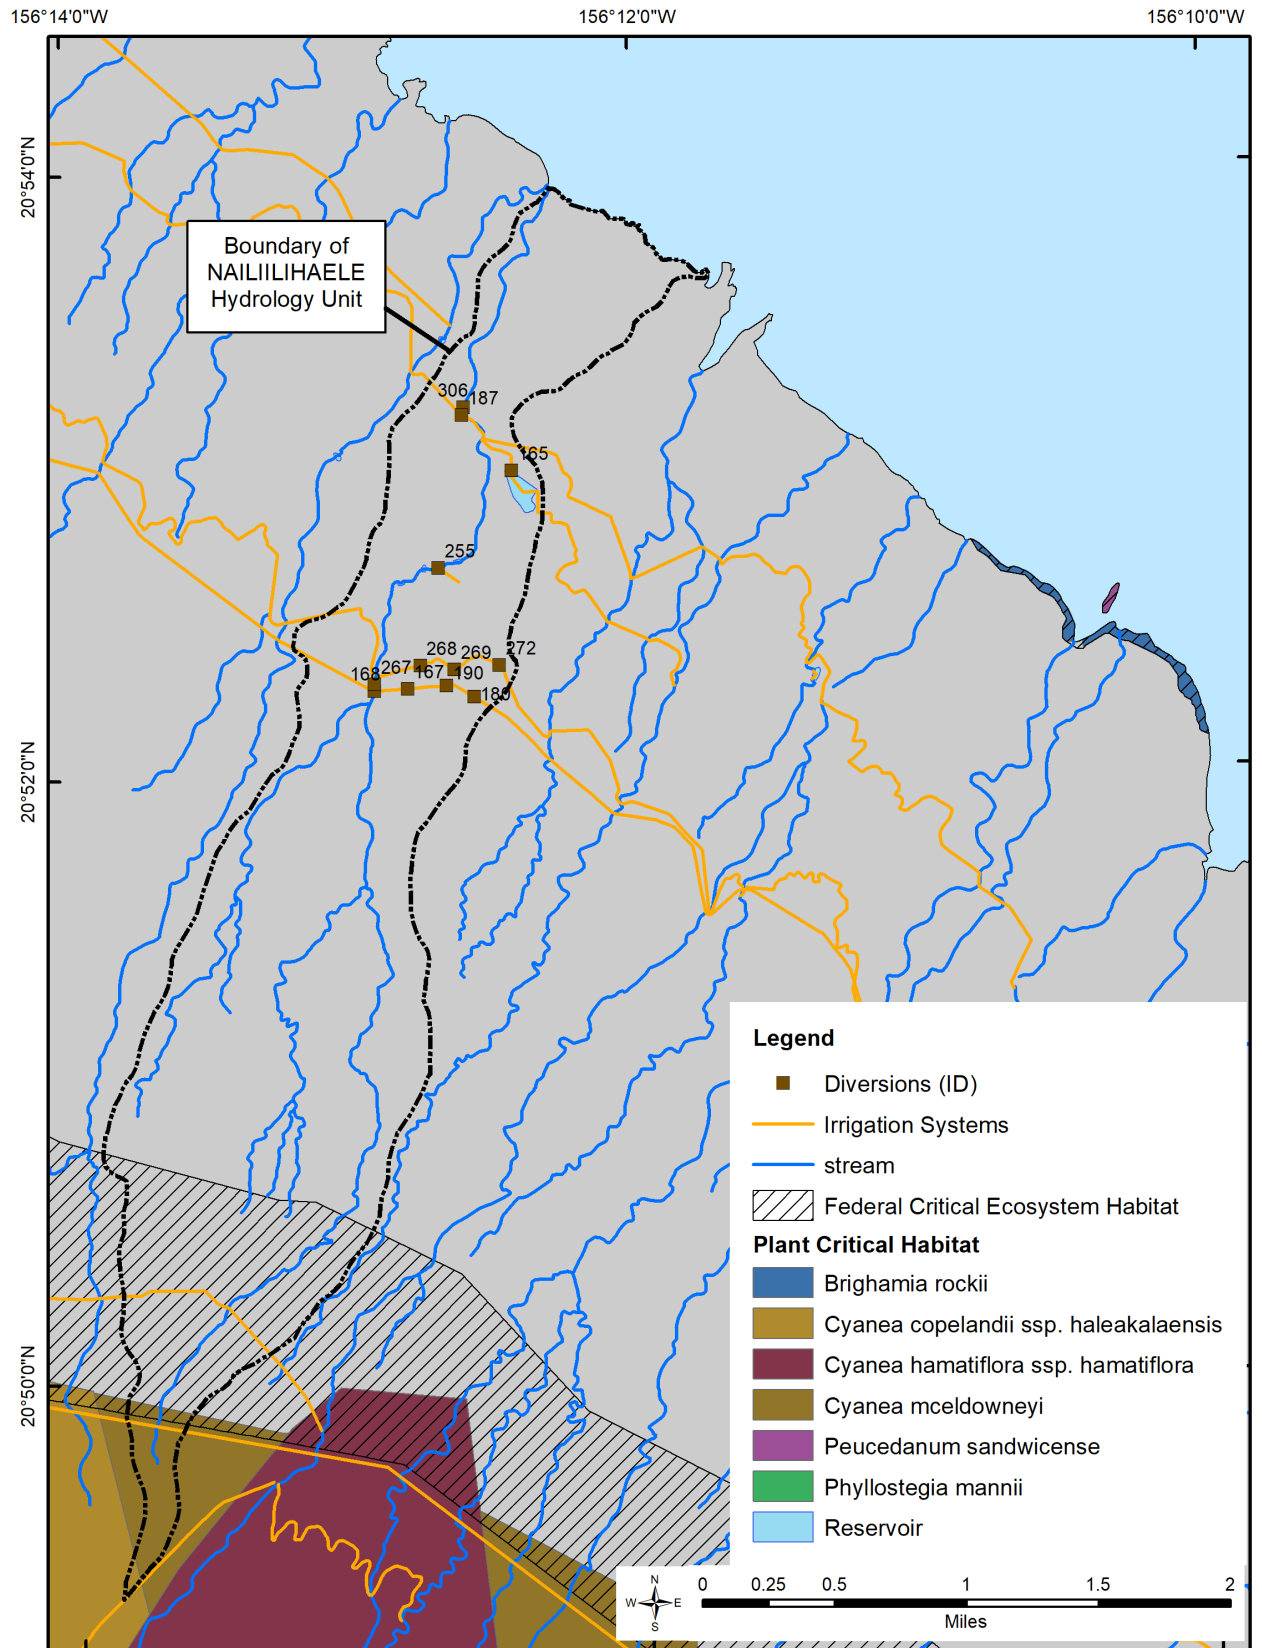 156°14'0"W
156°12'0"W
156°10'0"W
20°54'0"N
Boundary of
NAILIILIHAELE
Hydrology Unit
306
187
165
255
268
269
272
168
267
167
190
189
20°52'0"N
20°50'0"N
Legend
Diversions (ID)
Irrigation Systems
stream
Federal Critical Ecosystem Habitat
Plant Critical Habitat
Brighamia rockii
Cyanea copelandii ssp. haleakalaensis
Cyanea hamatiflora ssp. hamatiflora
Cyanea mceldowneyi
Peucedanum sandwicense
Phyllostegia mannii
Reservoir
N
W E
S
0 0.25 0.5 1 1.5 2
Miles